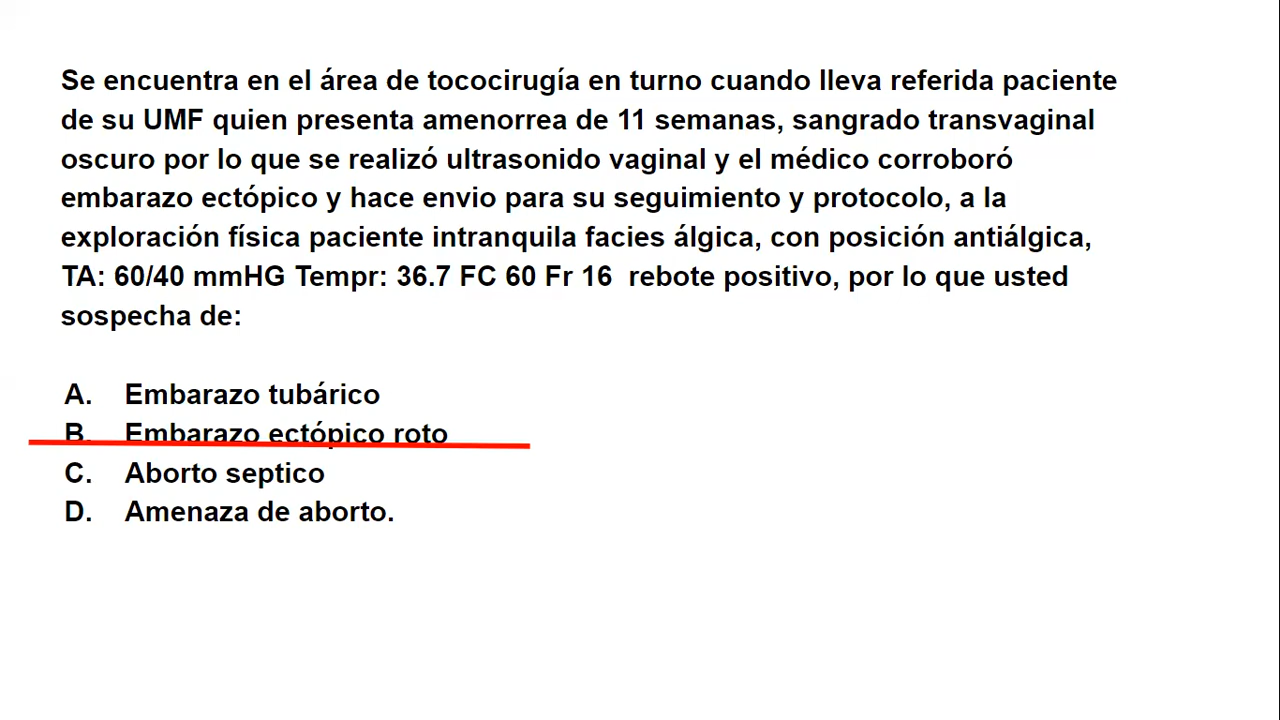 Se encuentra en el área de tococirugía en turno cuando lleva referida paciente
de su UMF quien presenta amenorrea de 11 semanas, sangrado transvaginal
oscuro por lo que se realizó ultrasonido vaginal y el médico corroboró
embarazo ectópico y hace envio para su seguimiento y protocolo, a la
exploración física paciente intranquila facies álgica, con posición antiálgica,
TA: 60/40 mmHG Tempr: 36.7 FC 60 Fr 16 rebote positivo, por lo que usted
sospecha de:
A. Embarazo tubárico
B. Embarazo ectópico roto
C. Aborto septico
D. Amenaza de aborto.